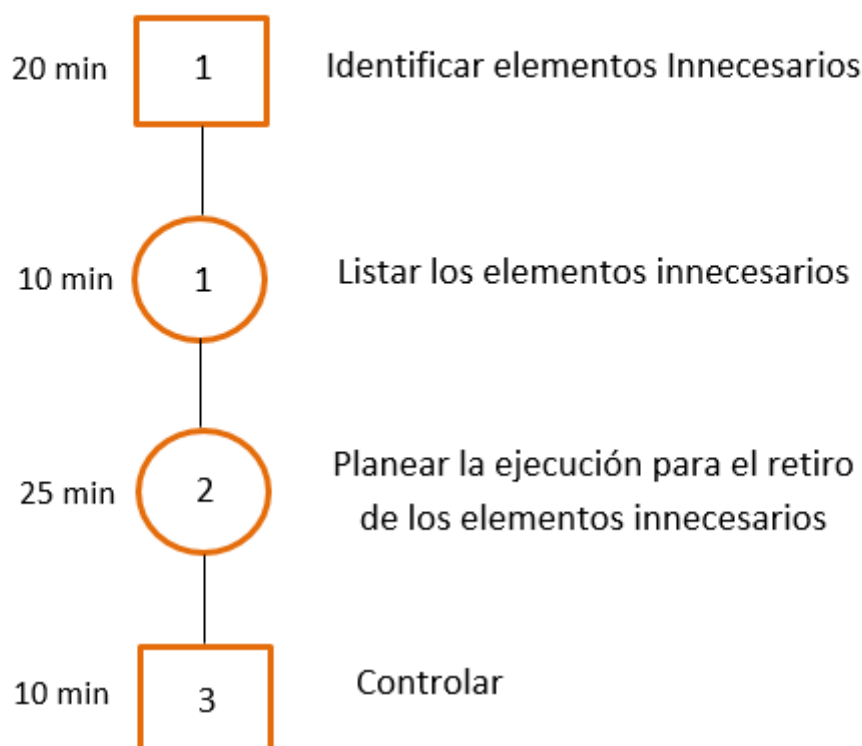 20 min 1 Identificar elementos Innecesarios
10 min 1 Listar los elementos innecesarios
25 min 2 Planear la ejecución para el retiro
de los elementos innecesarios
10 min 3 Controlar